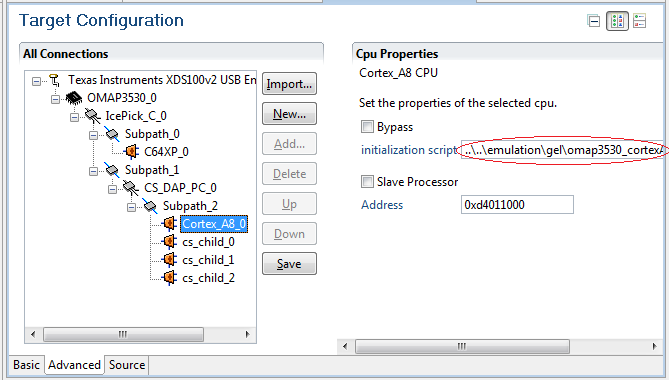 Target Configuration
All Connections
Texas Instruments XDS100v2 USB En
OMAP3530_0
IcePick_C_0
Subpath_0
C64XP_0
Subpath_1
CS_DAP_PC_0
Subpath_2
Cortex_A8_0
cs_child_0
cs_child_1
cs_child_2
Import...
New...
Add...
Delete
Up
Down
Save
Cpu Properties
Cortex_A8 CPU
Set the properties of the selected cpu.
Bypass
initialization script ..\..\emulation\gel\omap3530_cortexA
Slave Processor
Address 0xd4011000
Basic Advanced Source